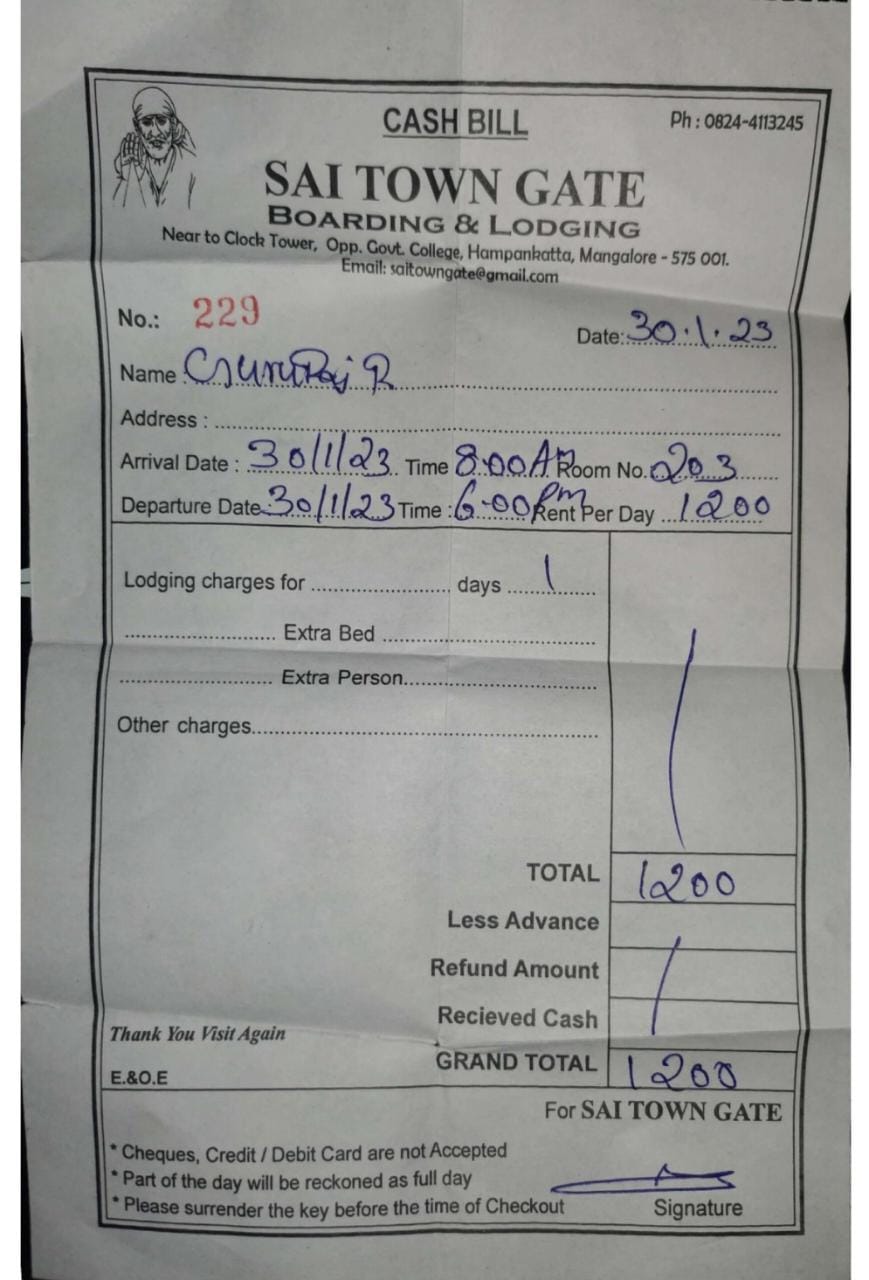 CASH BILL
Ph : 0824-4113245
SAI TOWN GATE
BOARDING & LODGING
Near to Clock Tower, Opp. Govt. College, Hampankatta, Mangalore - 575 001.
Email: saitowngate@gmail.com
No.: 229
Date: 30.1.23
Name R
Address :
Arrival Date : 30/1/23 Time 8.00 AM Room No. 203
Departure Date 30/1/23 Time : 6.00 Pm Rent Per Day 1200
Lodging charges for days 1
Extra Bed
Extra Person
Other charges
TOTAL 1200
Less Advance
Refund Amount
Recieved Cash
Thank You Visit Again
GRAND TOTAL 1200
E.&O.E
For SAI TOWN GATE
* Cheques, Credit / Debit Card are not Accepted
* Part of the day will be reckoned as full day
* Please surrender the key before the time of Checkout
Signature